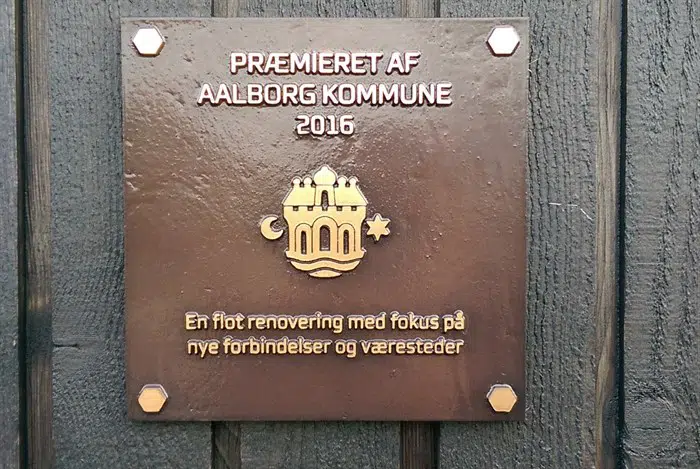 PRÆMIERET AF
AALBORG KOMMUNE
2016
En flot renovering med fokus på
nye forbindelser og væresteder